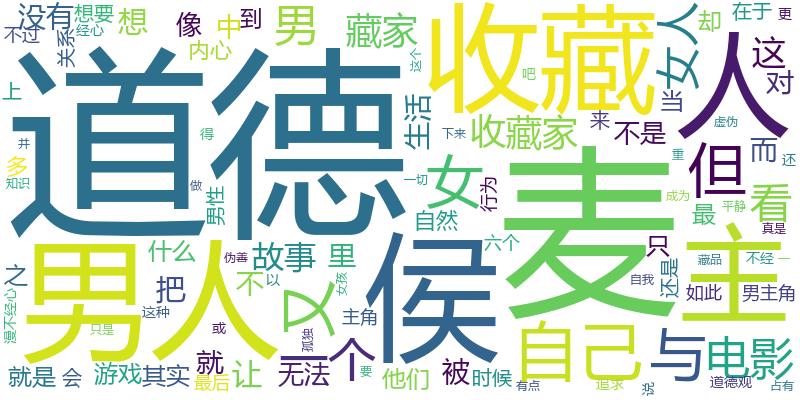 没有 想要 想 像 中 到 男 藏家 收藏 女人 却 在于 更
不过 关系 经心 内心 这个 吧 人 这 对
上 道德 生活 收藏家 来 不是 当 虚伪
并 得 女 行为 但 而 还
多 知识 做 男性 一切 下来 麦 重 成为 最 看 平静 真是
什么 伪善 故事 里 自然 六个 只 主
之 男人 不 以 女孩 又 侯 还是 藏品 不经 一
把 自我 如此 男主角
漫不经心 这种 只是 或 孤独 主角 一个 自己 与 电影
就是 会 游戏 其实 就 最后 让 无法 要 他们 被 时候 有点 追求 说 道德观 占有